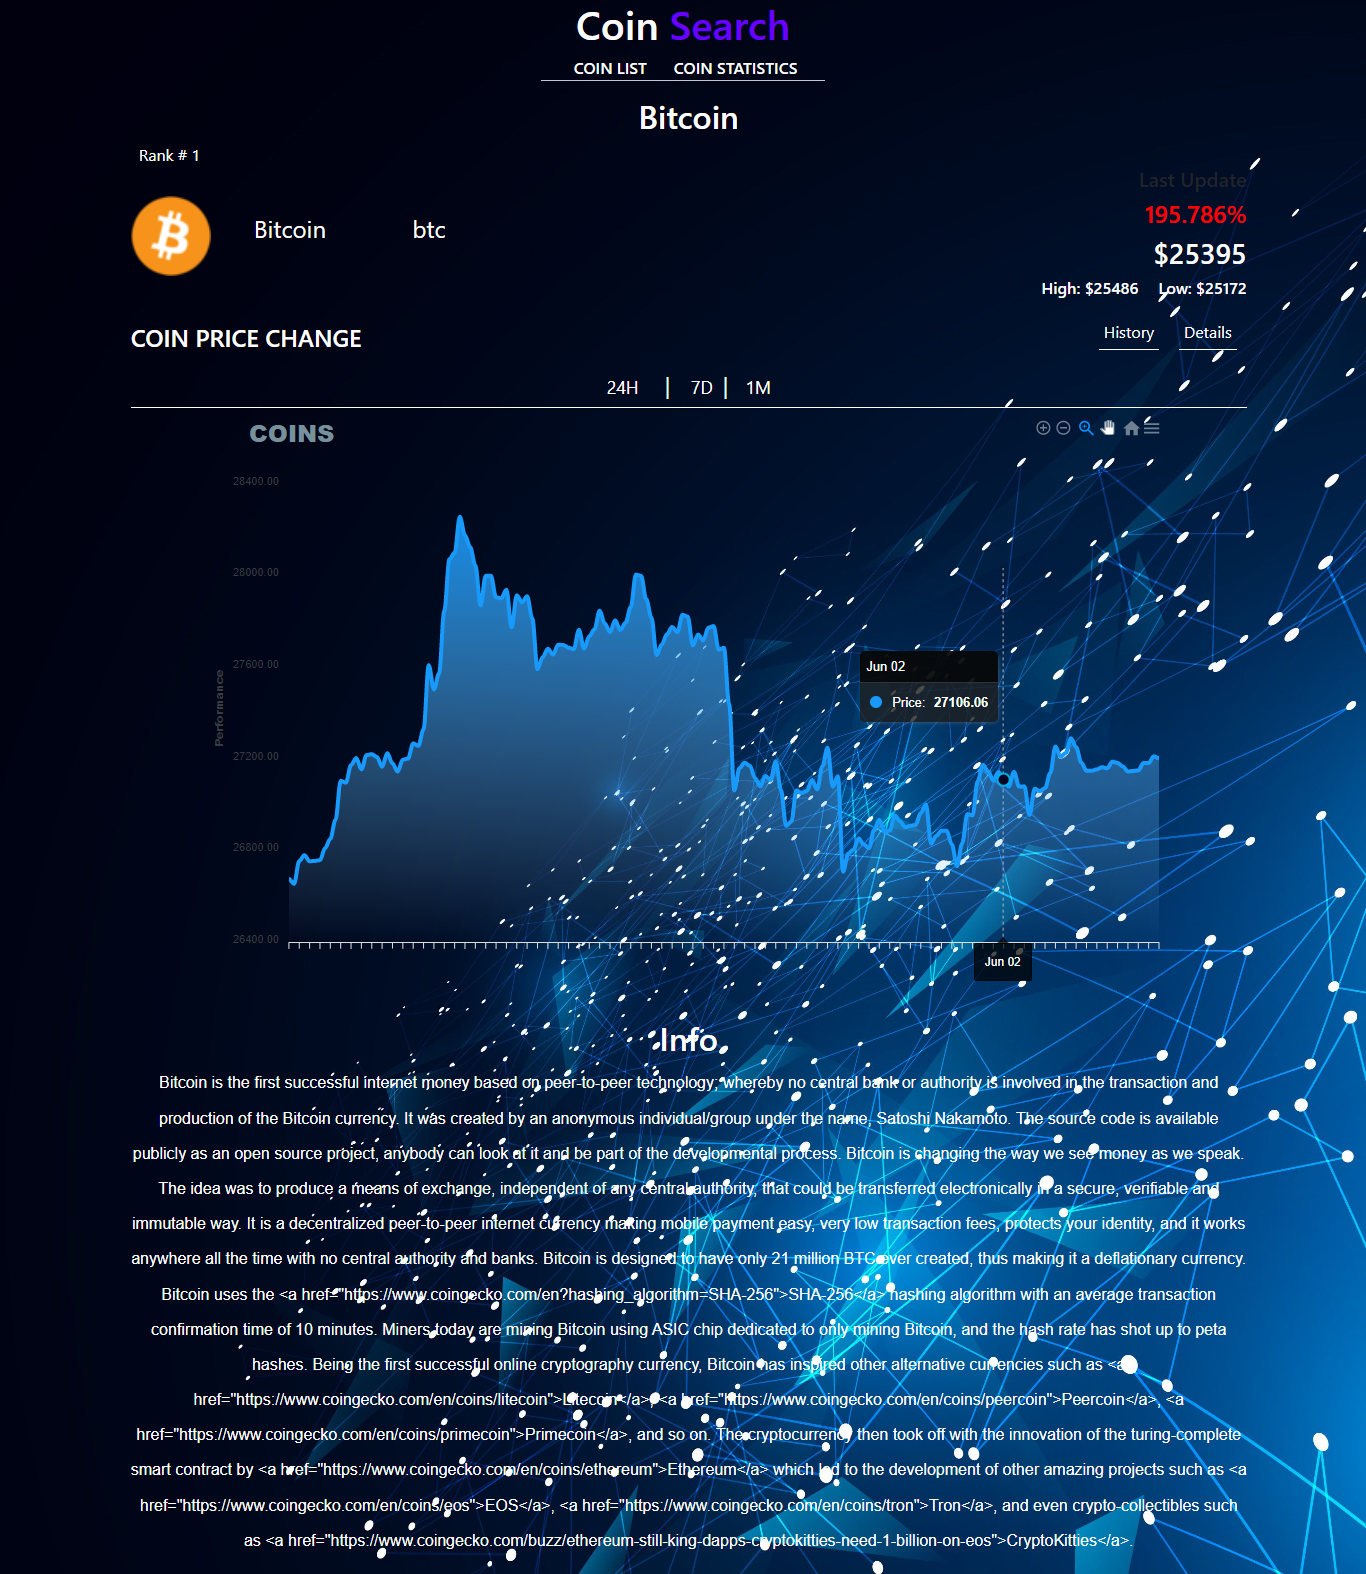 Coin Search
COIN LIST COIN STATISTICS
Bitcoin
Rank # 1
Last Update
195.786%
Bitcoin btc
$25395
High: $25486 Low: $25172
COIN PRICE CHANGE
History Details
24H | 7D | 1M
COINS
28400.00
28000.00
27600.00
27200.00
26800.00
26400.00
Performance
Jun 02
Price: 27106.06
Jun 02
Info
Bitcoin is the first successful internet money based on peer-to-peer technology; whereby no central bank or authority is involved in the transaction and
production of the Bitcoin currency. It was created by an anonymous individual/group under the name, Satoshi Nakamoto. The source code is available
publicly as an open source project, anybody can look at it and be part of the developmental process. Bitcoin is changing the way we see money as we speak.
The idea was to produce a means of exchange, independent of any central authority, that could be transferred electronically in a secure, verifiable and
immutable way. It is a decentralized peer-to-peer internet currency making mobile payment easy, very low transaction fees, protects your identity, and it works
anywhere all the time with no central authority and banks. Bitcoin is designed to have only 21 million BTC ever created, thus making it a deflationary currency.
Bitcoin uses the <a href="https://www.coingecko.com/en?hashing_algorithm=SHA-256">SHA-256</a> hashing algorithm with an average transaction
confirmation time of 10 minutes. Miners today are mining Bitcoin using ASIC chip dedicated to only mining Bitcoin, and the hash rate has shot up to peta
hashes. Being the first successful online cryptography currency, Bitcoin has inspired other alternative currencies such as <a
href="https://www.coingecko.com/en/coins/litecoin">Litecoin</a>, <a href="https://www.coingecko.com/en/coins/peercoin">Peercoin</a>, <a
href="https://www.coingecko.com/en/coins/primecoin">Primecoin</a>, and so on. The cryptocurrency then took off with the innovation of the turing-complete
smart contract by <a href="https://www.coingecko.com/en/coins/ethereum">Ethereum</a> which led to the development of other amazing projects such as <a
href="https://www.coingecko.com/en/coins/eos">EOS</a>, <a href="https://www.coingecko.com/en/coins/tron">Tron</a>, and even crypto-collectibles such
as <a href="https://www.coingecko.com/buzz/ethereum-still-king-dapps-cryptokitties-need-1-billion-on-eos">CryptoKitties</a>.